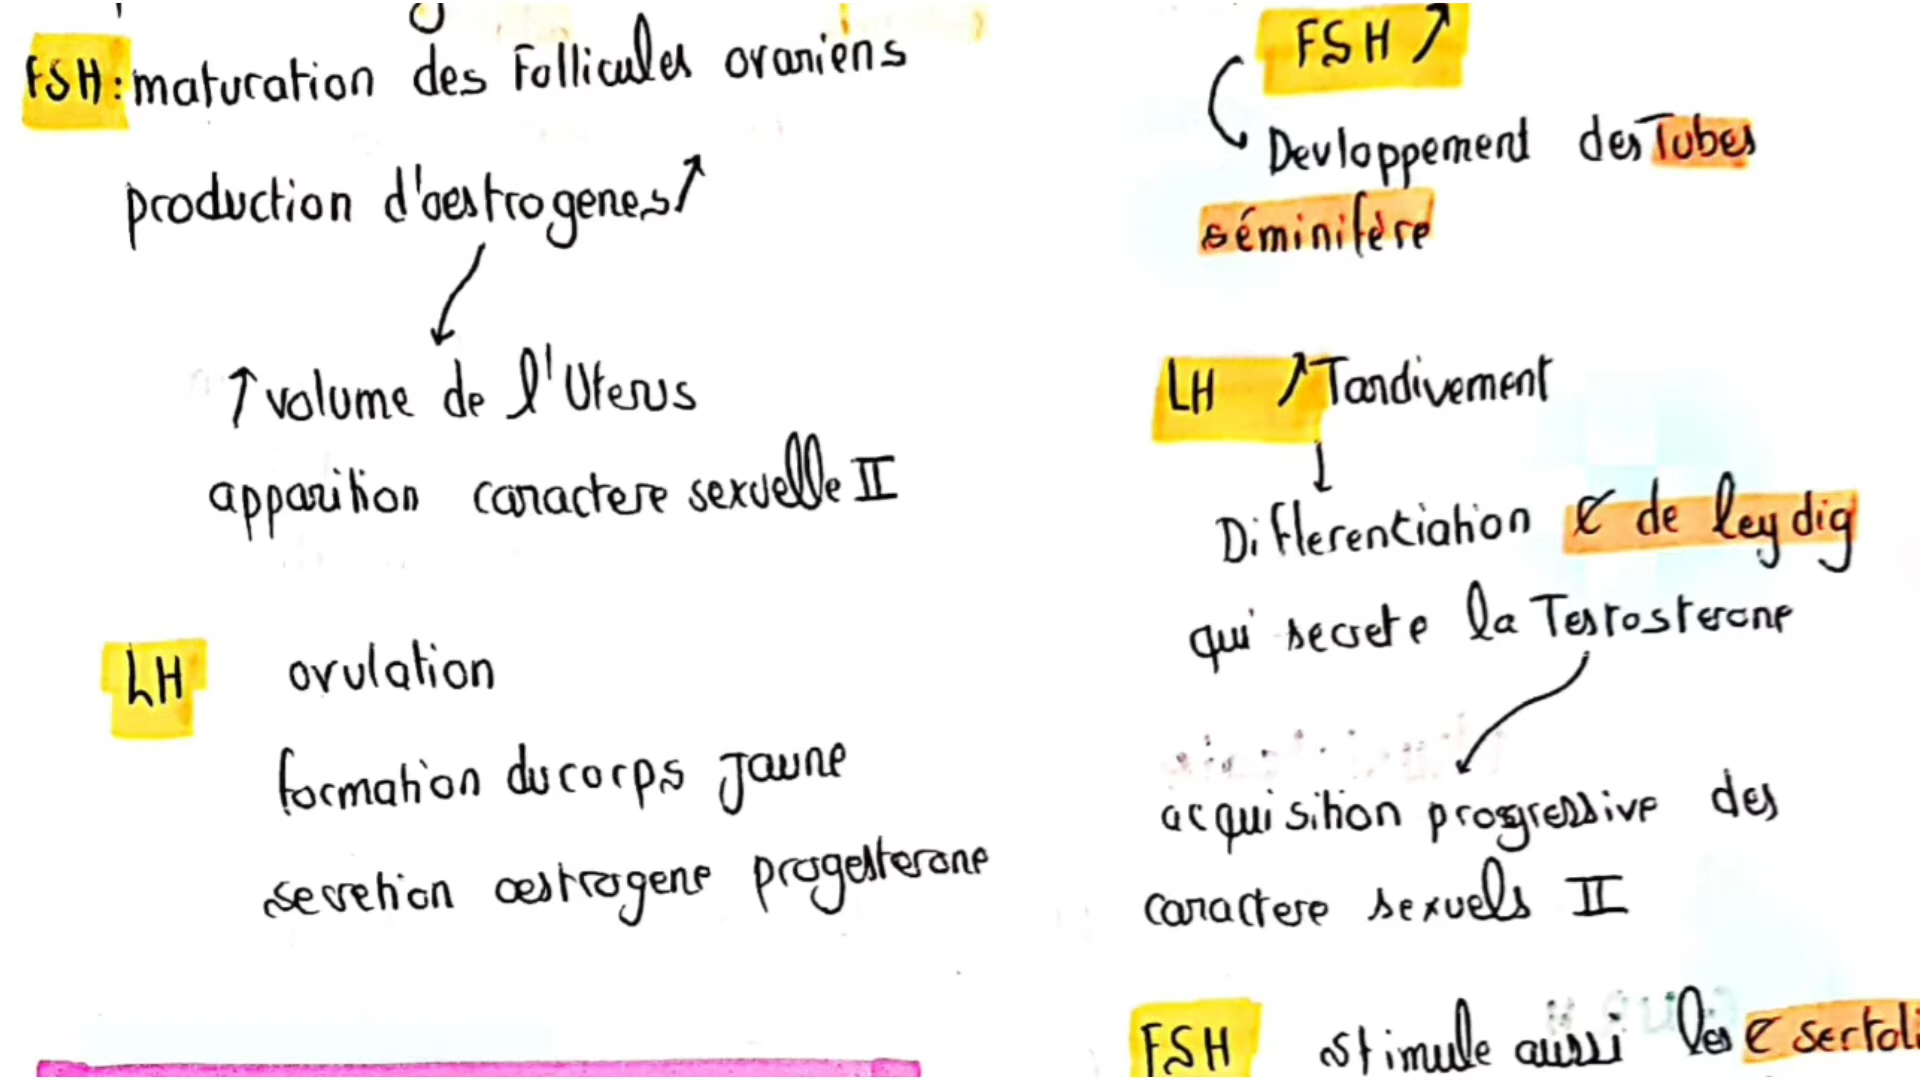 FSH: maturation des Follicules ovariens
production d'oestrogenes ↗
↑ volume de l'Uterus
apparition caractere sexuelle II
LH ovulation
formation du corps Jaune
secretion œstrogene progesterone
FSH ↗
Devloppement des Tubes
séminifère
LH ↗ Tardivement
Differentiation ₡ de leydig
qui secrete la Testosterone
acquisition progressive des
caractere sexuels II
FSH stimule aussi les ₡ sertoli